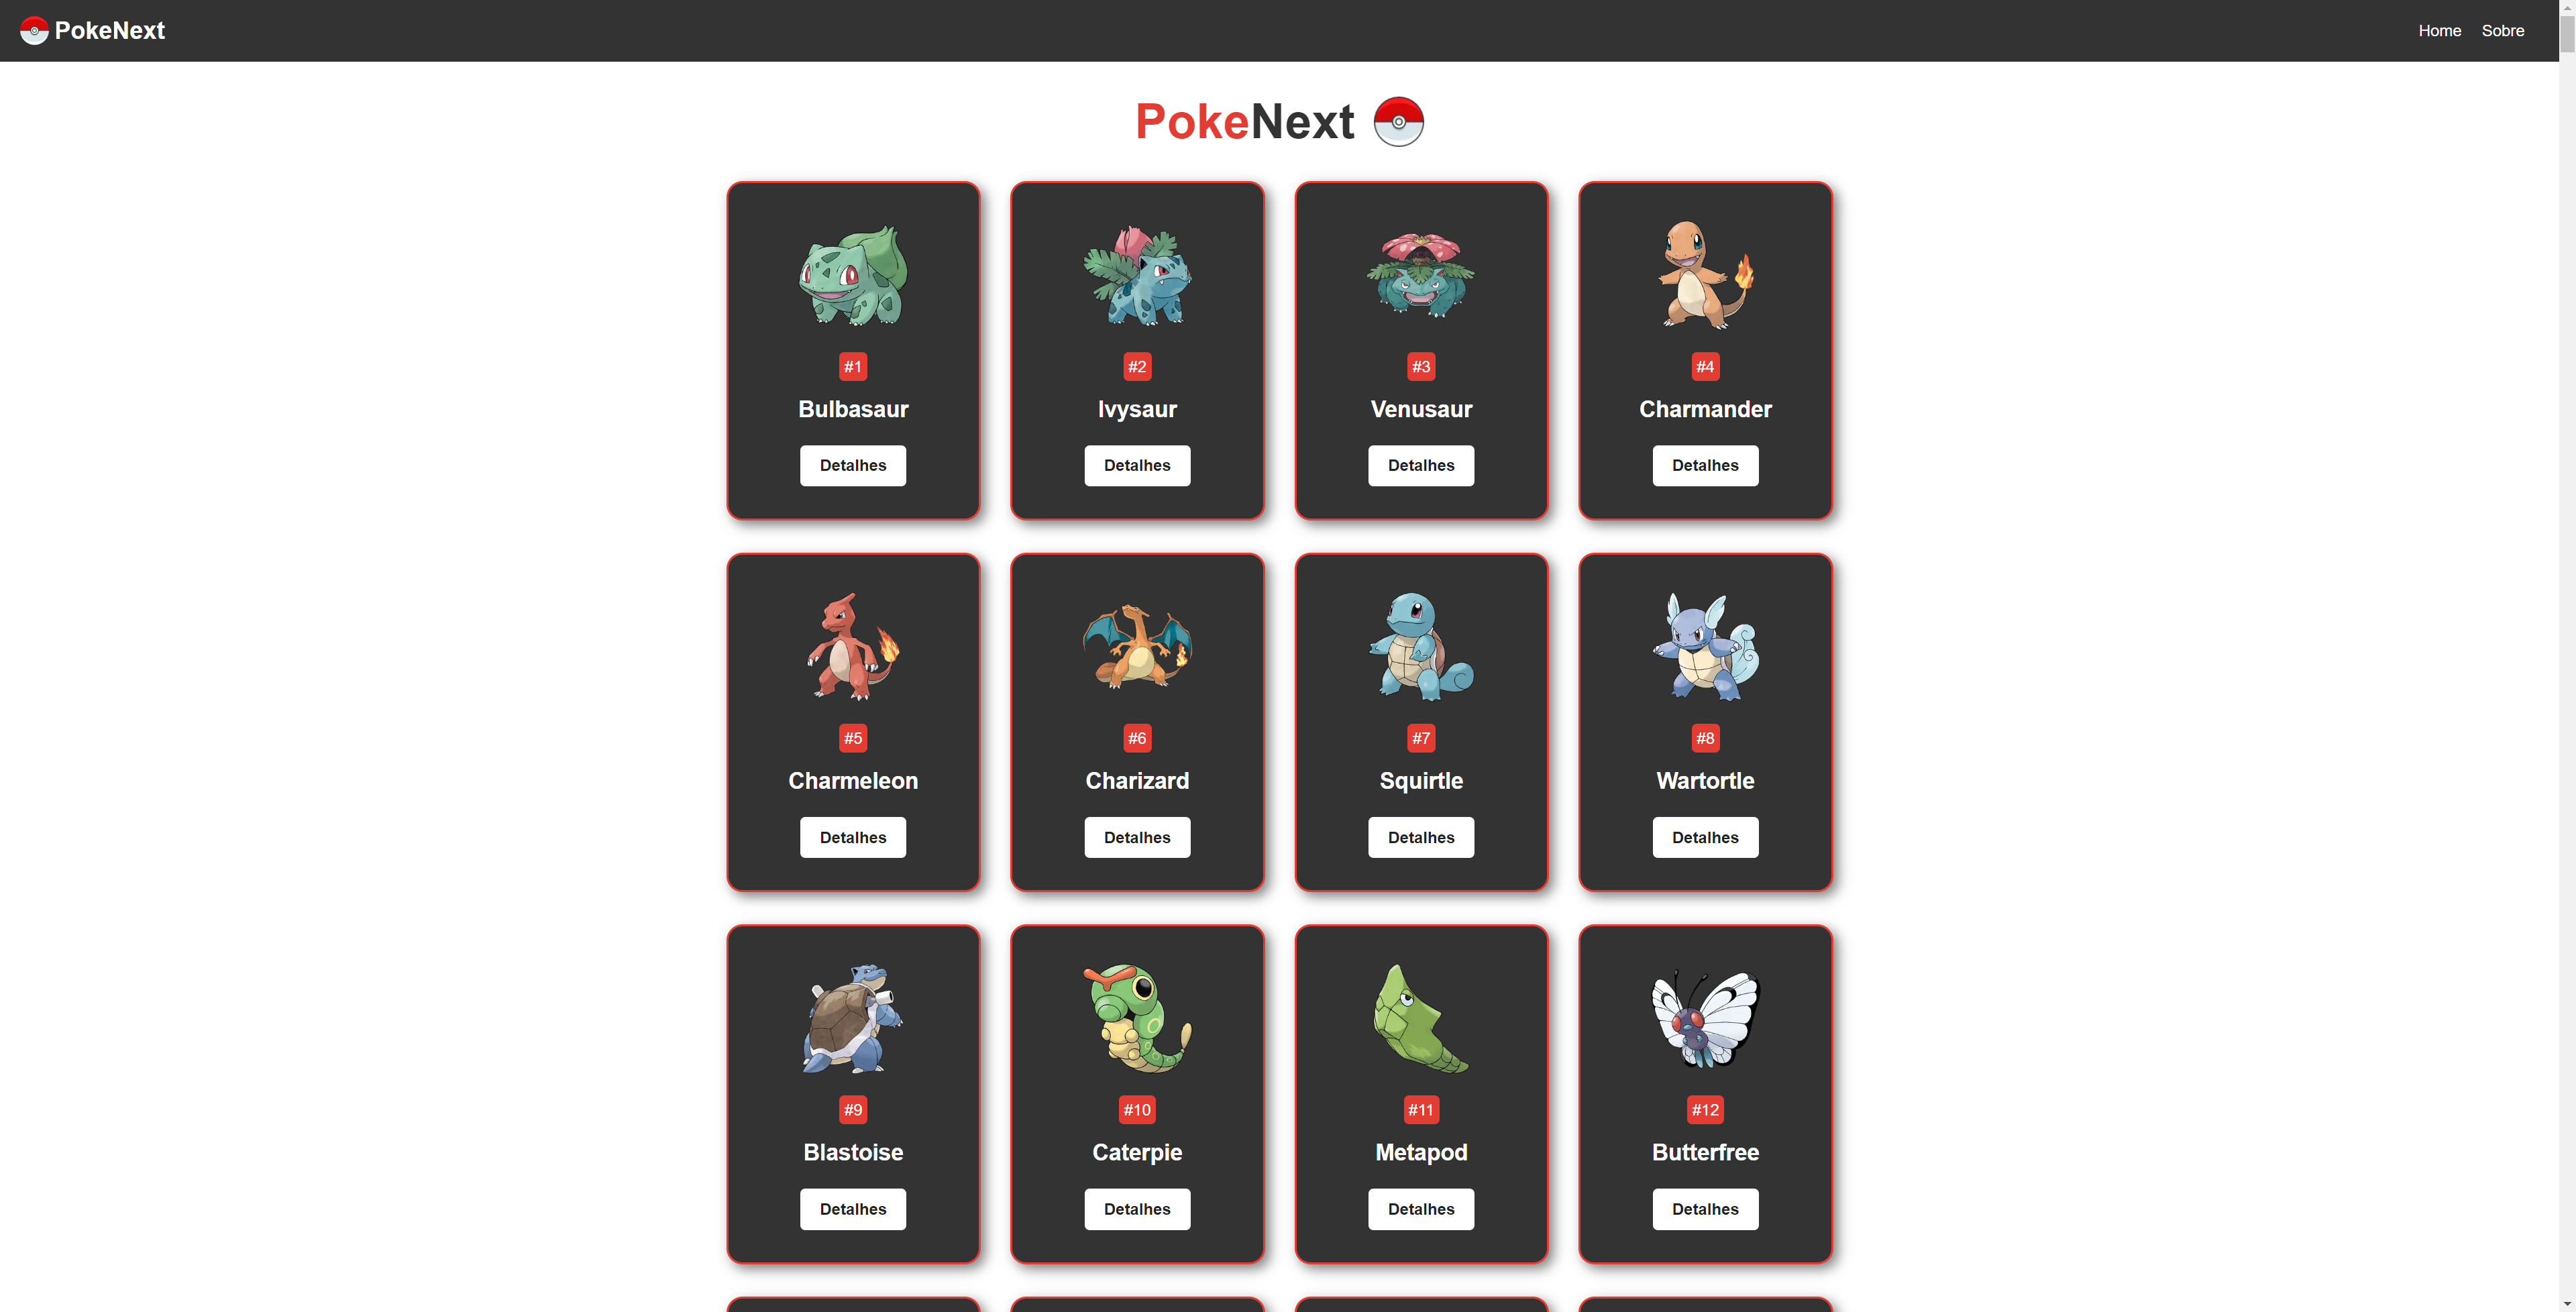 PokeNext
Home Sobre
PokeNext
#1 #2 #3 #4
Bulbasaur Ivysaur Venusaur Charmander
Detalhes Detalhes Detalhes Detalhes
#5 #6 #7 #8
Charmeleon Charizard Squirtle Wartortle
Detalhes Detalhes Detalhes Detalhes
#9 #10 #11 #12
Blastoise Caterpie Metapod Butterfree
Detalhes Detalhes Detalhes Detalhes